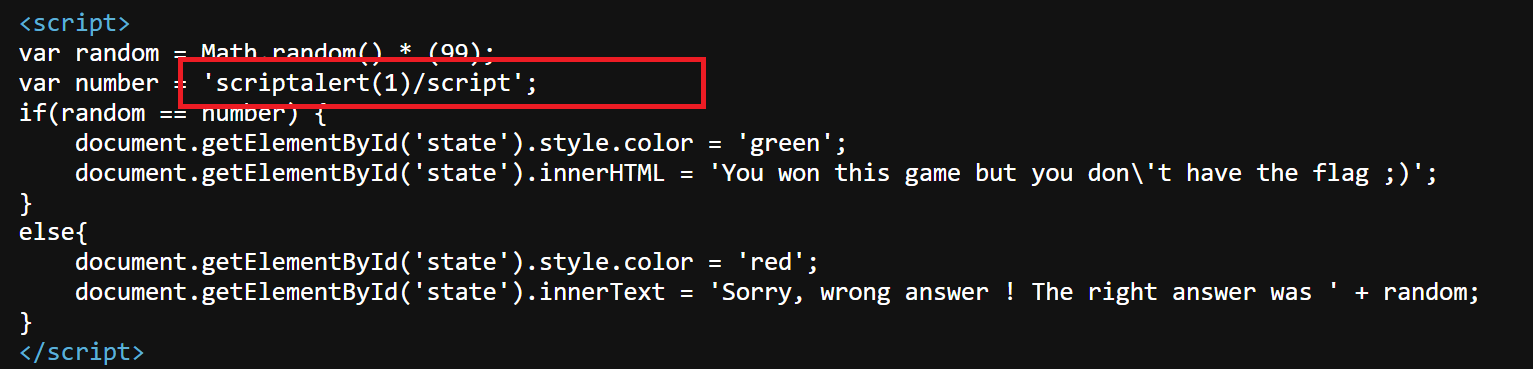 <script>
var random = Math.random() * (99);
var number = 'scriptalert(1)/script';
if(random == number) {
    document.getElementById('state').style.color = 'green';
    document.getElementById('state').innerHTML = 'You won this game but you don\'t have the flag ;)';
}
else{
    document.getElementById('state').style.color = 'red';
    document.getElementById('state').innerText = 'Sorry, wrong answer ! The right answer was ' + random;
}
</script>